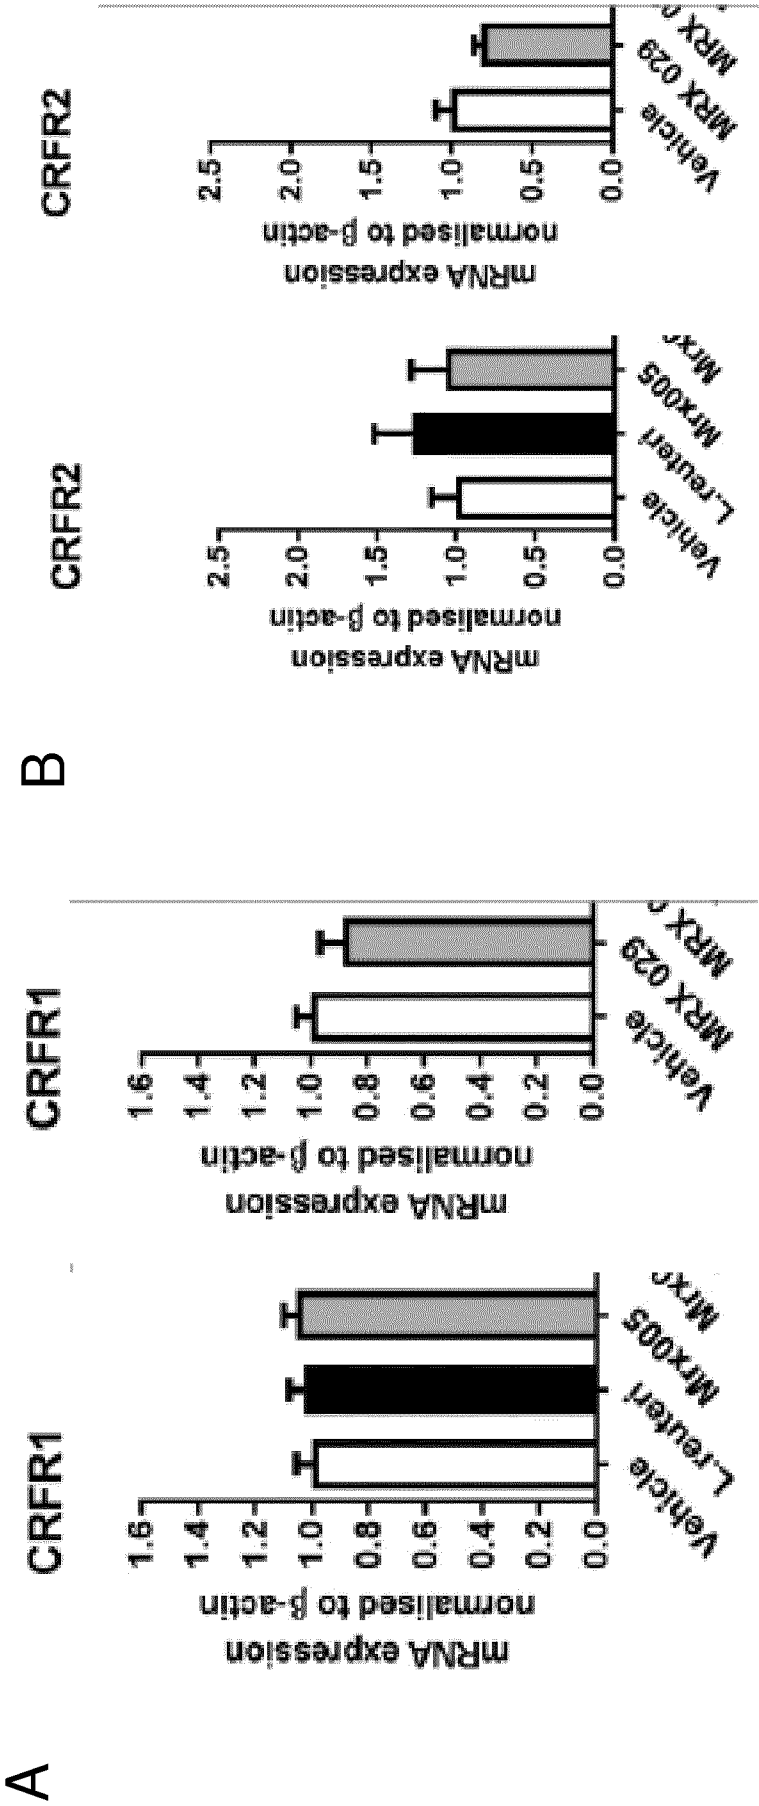 A
CRFR1
mRNA expression
normalised to β-actin
1.6
1.4
1.2
1.0
0.8
0.6
0.4
0.2
0.0
Vehicle
L.reuteri
Mrx005
CRFR1
mRNA expression
normalised to β-actin
1.6
1.4
1.2
1.0
0.8
0.6
0.4
0.2
0.0
Vehicle
MRX 029
MRX
B
CRFR2
mRNA expression
normalised to β-actin
2.5
2.0
1.5
1.0
0.5
0.0
Vehicle
L.reuteri
Mrx005
CRFR2
mRNA expression
normalised to β-actin
2.5
2.0
1.5
1.0
0.5
0.0
Vehicle
MRX 029
MRX